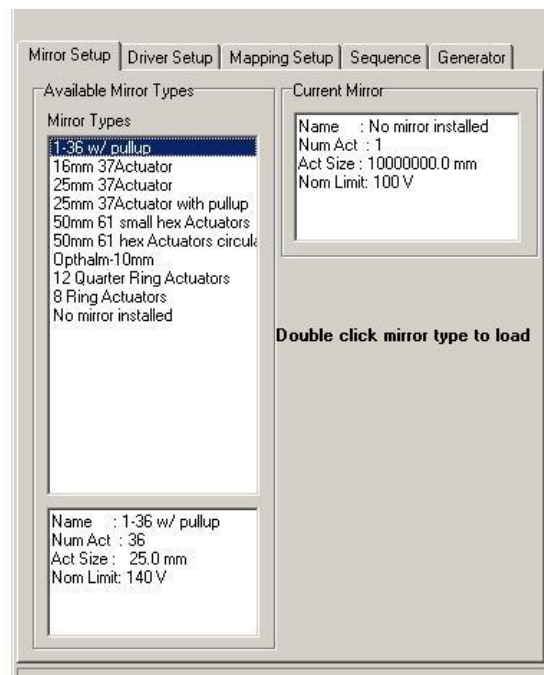 Mirror Setup
Driver Setup
Mapping Setup
Sequence
Generator
Available Mirror Types
Mirror Types
1-36 w/ pullup
16mm 37Actuator
25mm 37Actuator
25mm 37Actuator with pullup
50mm 61 small hex Actuators
50mm 61 hex Actuators circula
Opthalm-10mm
12 Quarter Ring Actuators
8 Ring Actuators
No mirror installed
Name : 1-36 w/ pullup
Num Act : 36
Act Size : 25.0 mm
Nom Limit: 140 V
Current Mirror
Name : No mirror installed
Num Act : 1
Act Size : 10000000.0 mm
Nom Limit: 100 V
Double click mirror type to load